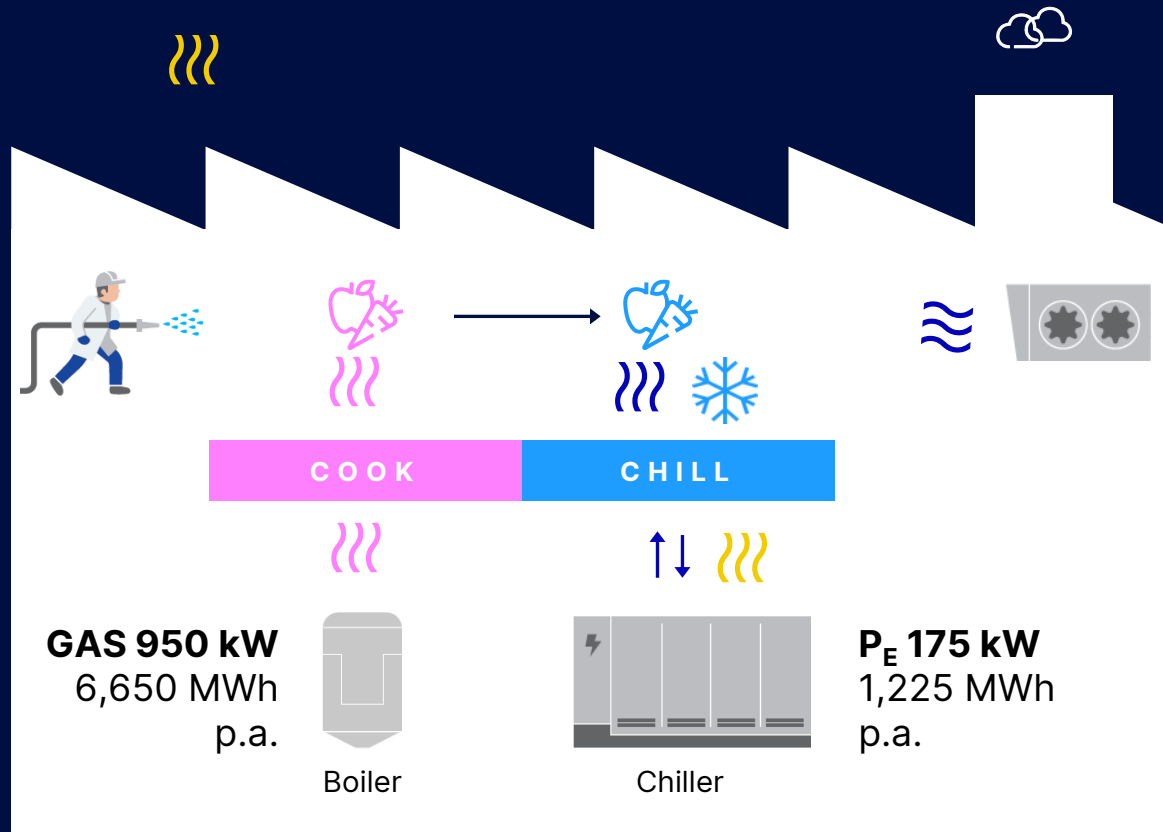 COOK
CHILL
GAS 950 kW
6,650 MWh
p.a.
Boiler
Chiller
PE 175 kW
1,225 MWh
p.a.